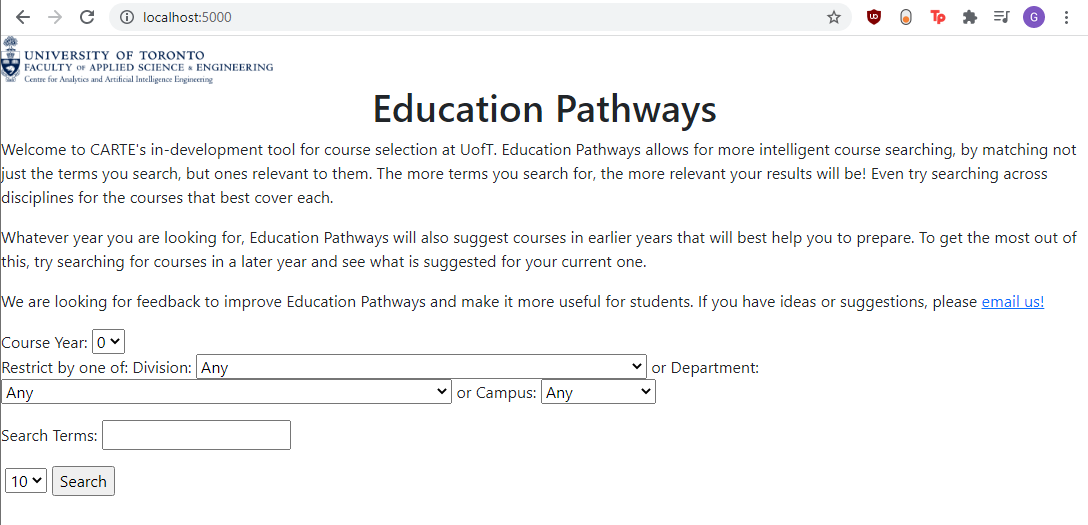 localhost:5000
G
UNIVERSITY OF TORONTO
FACULTY OF APPLIED SCIENCE & ENGINEERING
Centre for Analytics and Artificial Intelligence Engineering
Education Pathways
Welcome to CARTE's in-development tool for course selection at UofT. Education Pathways allows for more intelligent course searching, by matching not
just the terms you search, but ones relevant to them. The more terms you search for, the more relevant your results will be! Even try searching across
disciplines for the courses that best cover each.
Whatever year you are looking for, Education Pathways will also suggest courses in earlier years that will best help you to prepare. To get the most out of
this, try searching for courses in a later year and see what is suggested for your current one.
We are looking for feedback to improve Education Pathways and make it more useful for students. If you have ideas or suggestions, please email us!
Course Year: 0
Restrict by one of: Division: Any or Department:
Any or Campus: Any
Search Terms:
10 Search